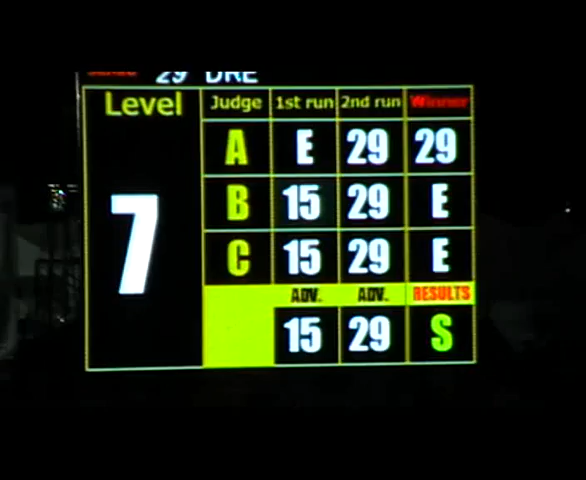 29 DRE
Level Judge 1st run 2nd run Winner
A E 29 29
7 B 15 29 E
C 15 29 E
ADV. ADV. RESULTS
15 29 S